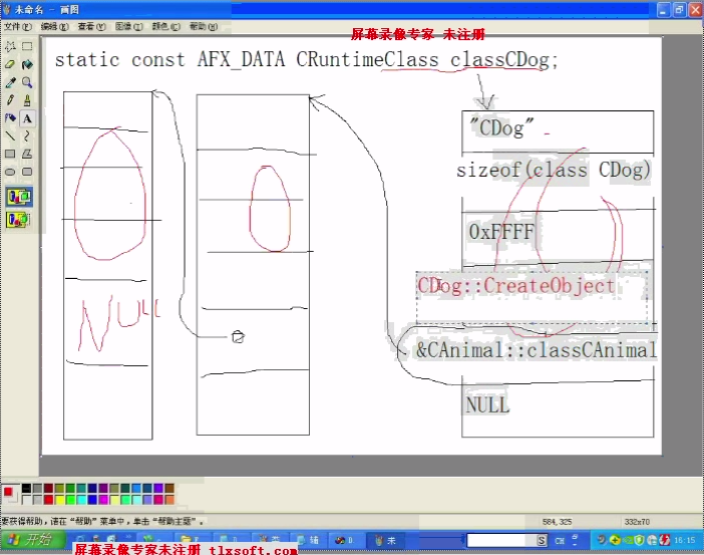 未命名 - 画图
文件(F) 编辑(E) 查看(V) 图像(I) 颜色(C) 帮助(H)
屏幕录像专家 未注册
static const AFX_DATA CRuntimeClass classCDog;
"CDog"
sizeof(class CDog)
0xFFFF
CDog::CreateObject
NULL
&CAnimal::classCAnimal
NULL
要获得帮助,请在“帮助”菜单中,单击“帮助主题”。
584,325
332x70
开始
16:15
屏幕录像专家未注册 tlxsoft.com